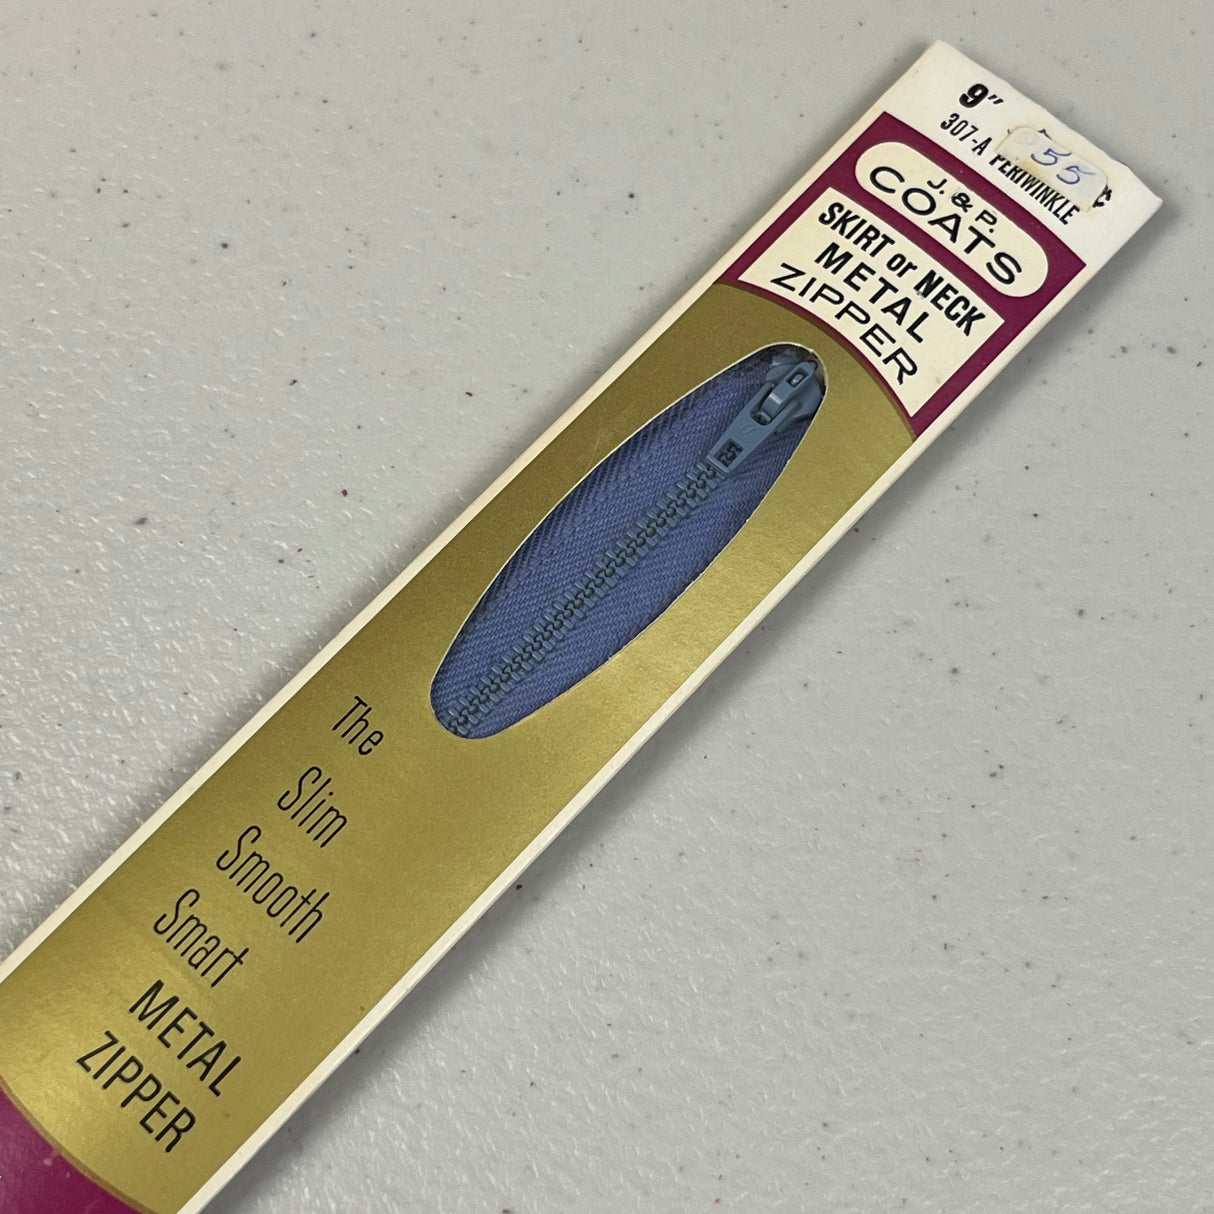 9"
307-A PERIWINKLE
55 ¢
J. & P.
COATS
SKIRT or NECK
METAL
ZIPPER
The
Slim
Smooth
Smart
METAL
ZIPPER